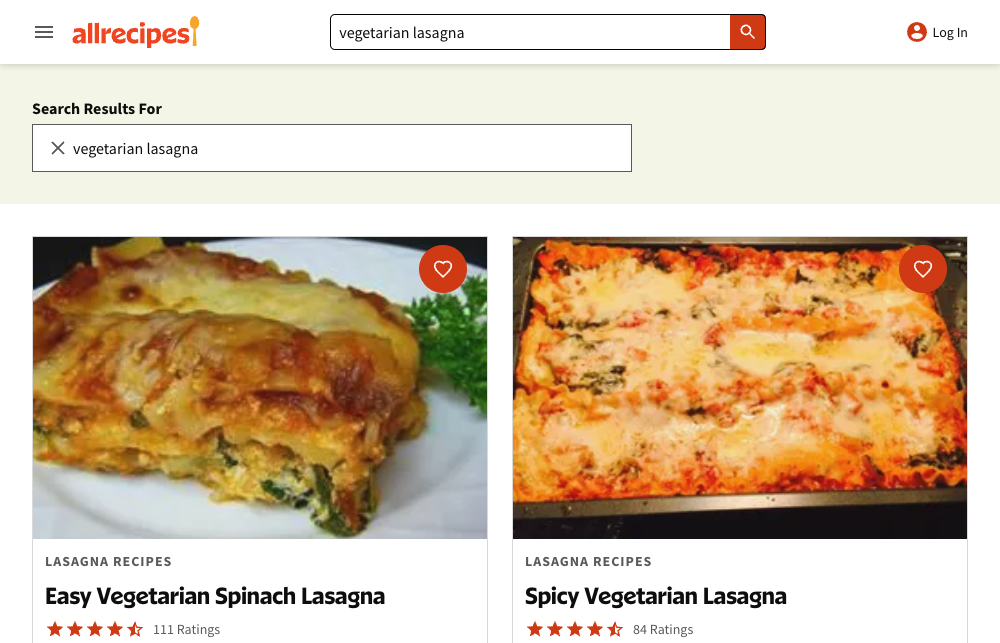 allrecipes
vegetarian lasagna
Log In
Search Results For
vegetarian lasagna
LASAGNA RECIPES
Easy Vegetarian Spinach Lasagna
111 Ratings
LASAGNA RECIPES
Spicy Vegetarian Lasagna
84 Ratings